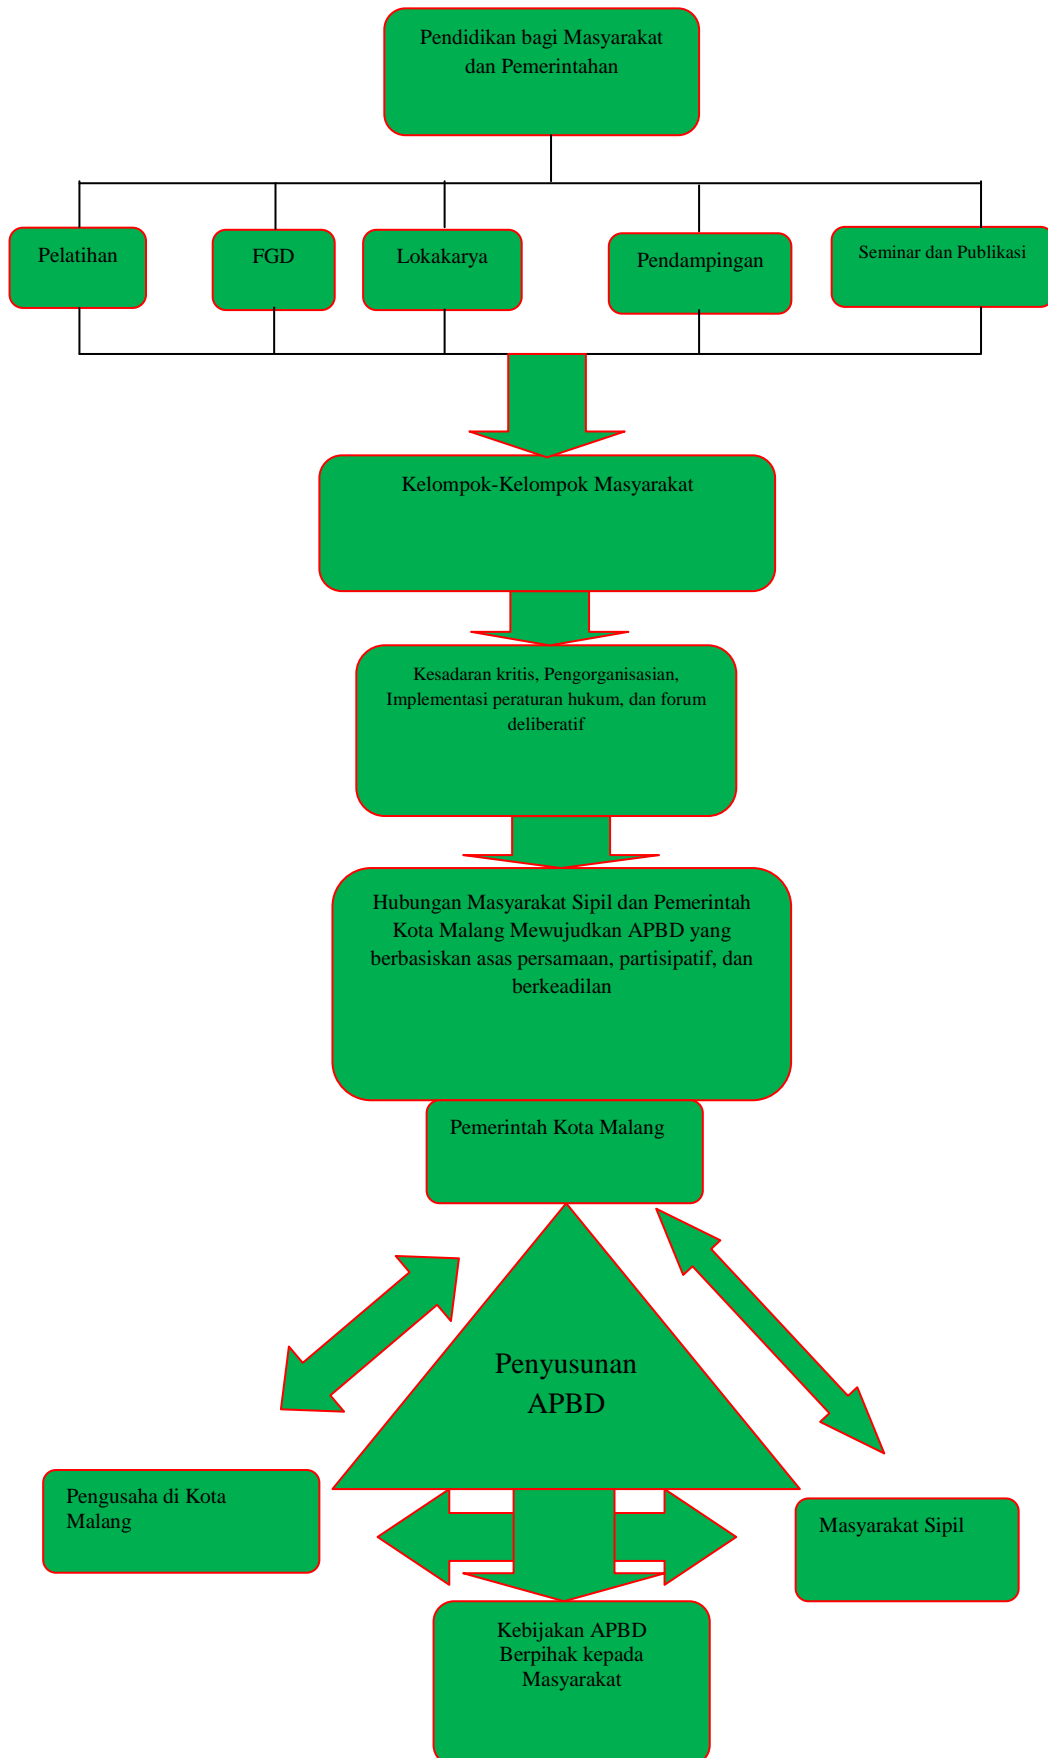 Pendidikan bagi Masyarakat
dan Pemerintahan
Pelatihan
FGD
Lokakarya
Pendampingan
Seminar dan Publikasi
Kelompok-Kelompok Masyarakat
Kesadaran kritis, Pengorganisasian,
Implementasi peraturan hukum, dan forum
deliberatif
Hubungan Masyarakat Sipil dan Pemerintah
Kota Malang Mewujudkan APBD yang
berbasiskan asas persamaan, partisipatif, dan
berkeadilan
Pemerintah Kota Malang
Penyusunan
APBD
Pengusaha di Kota
Malang
Masyarakat Sipil
Kebijakan APBD
Berpihak kepada
Masyarakat